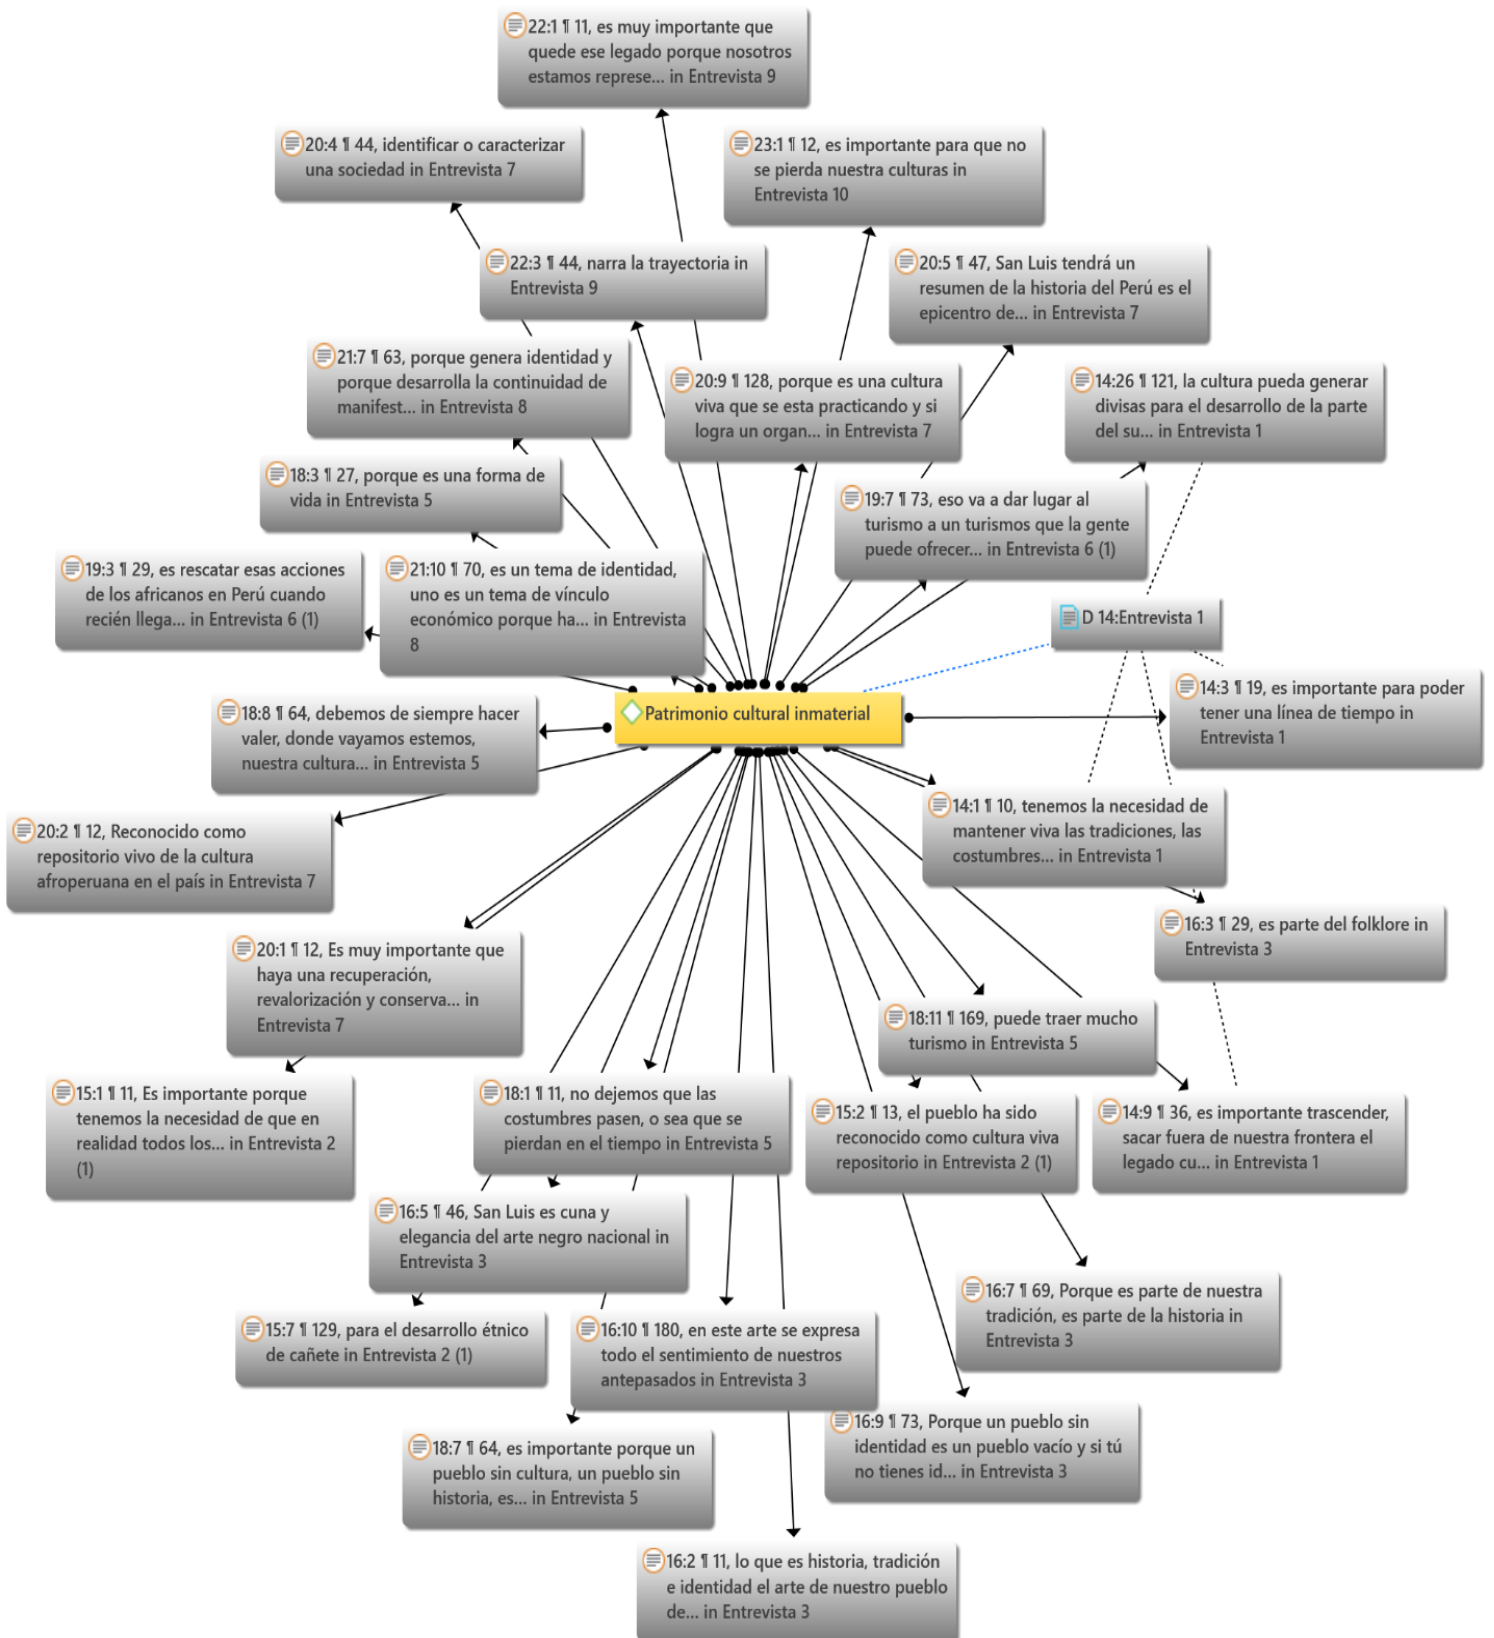 22:1 ¶ 11, es muy importante que
quede ese legado porque nosotros
estamos represe... in Entrevista 9
20:4 ¶ 44, identificar o caracterizar
una sociedad in Entrevista 7
23:1 ¶ 12, es importante para que no
se pierda nuestra culturas in
Entrevista 10
22:3 ¶ 44, narra la trayectoria in
Entrevista 9
20:5 ¶ 47, San Luis tendrá un
resumen de la historia del Perú es el
epicentro de... in Entrevista 7
21:7 ¶ 63, porque genera identidad y
porque desarrolla la continuidad de
manifest... in Entrevista 8
20:9 ¶ 128, porque es una cultura
viva que se esta practicando y si
logra un organ... in Entrevista 7
14:26 ¶ 121, la cultura pueda generar
divisas para el desarrollo de la parte
del su... in Entrevista 1
18:3 ¶ 27, porque es una forma de
vida in Entrevista 5
19:7 ¶ 73, eso va a dar lugar al
turismo a un turismos que la gente
puede ofrecer... in Entrevista 6 (1)
19:3 ¶ 29, es rescatar esas acciones
de los africanos en Perú cuando
recién llega... in Entrevista 6 (1)
21:10 ¶ 70, es un tema de identidad,
uno es un tema de vínculo
económico porque ha... in Entrevista
8
D 14:Entrevista 1
14:3 ¶ 19, es importante para poder
tener una línea de tiempo in
Entrevista 1
Patrimonio cultural inmaterial
18:8 ¶ 64, debemos de siempre hacer
valer, donde vayamos estemos,
nuestra cultura... in Entrevista 5
14:1 ¶ 10, tenemos la necesidad de
mantener viva las tradiciones, las
costumbres... in Entrevista 1
20:2 ¶ 12, Reconocido como
repositorio vivo de la cultura
afroperuana en el país in Entrevista 7
16:3 ¶ 29, es parte del folklore in
Entrevista 3
20:1 ¶ 12, Es muy importante que
haya una recuperación,
revalorización y conserva... in
Entrevista 7
18:11 ¶ 169, puede traer mucho
turismo in Entrevista 5
15:1 ¶ 11, Es importante porque
tenemos la necesidad de que en
realidad todos los... in Entrevista 2
(1)
18:1 ¶ 11, no dejemos que las
costumbres pasen, o sea que se
pierdan en el tiempo in Entrevista 5
15:2 ¶ 13, el pueblo ha sido
reconocido como cultura viva
repositorio in Entrevista 2 (1)
14:9 ¶ 36, es importante trascender,
sacar fuera de nuestra frontera el
legado cu... in Entrevista 1
16:5 ¶ 46, San Luis es cuna y
elegancia del arte negro nacional in
Entrevista 3
16:7 ¶ 69, Porque es parte de nuestra
tradición, es parte de la historia in
Entrevista 3
15:7 ¶ 129, para el desarrollo étnico
de cañete in Entrevista 2 (1)
16:10 ¶ 180, en este arte se expresa
todo el sentimiento de nuestros
antepasados in Entrevista 3
16:9 ¶ 73, Porque un pueblo sin
identidad es un pueblo vacío y si tú
no tienes id... in Entrevista 3
18:7 ¶ 64, es importante porque un
pueblo sin cultura, un pueblo sin
historia, es... in Entrevista 5
16:2 ¶ 11, lo que es historia, tradición
e identidad el arte de nuestro pueblo
de... in Entrevista 3